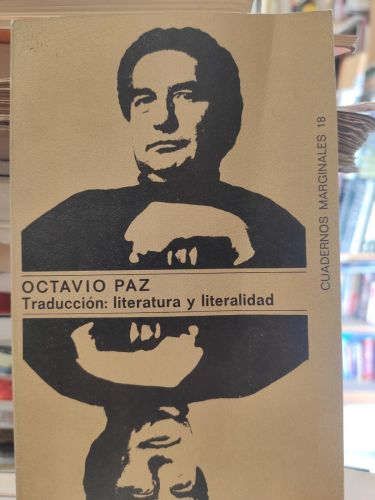 OCTAVIO PAZ
Traducción: literatura y literalidad
CUADERNOS MARGINALES 18